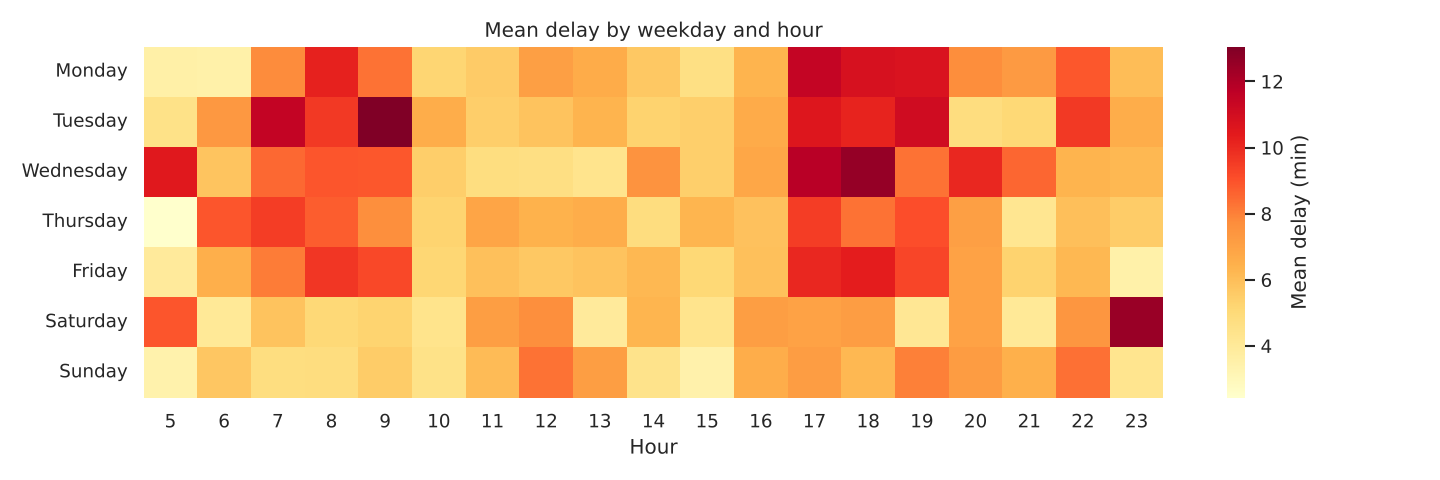 Mean delay by weekday and hour
Monday
Tuesday
Wednesday
Thursday
Friday
Saturday
Sunday
5 6 7 8 9 10 11 12 13 14 15 16 17 18 19 20 21 22 23
Hour
12
10
8
6
4
Mean delay (min)